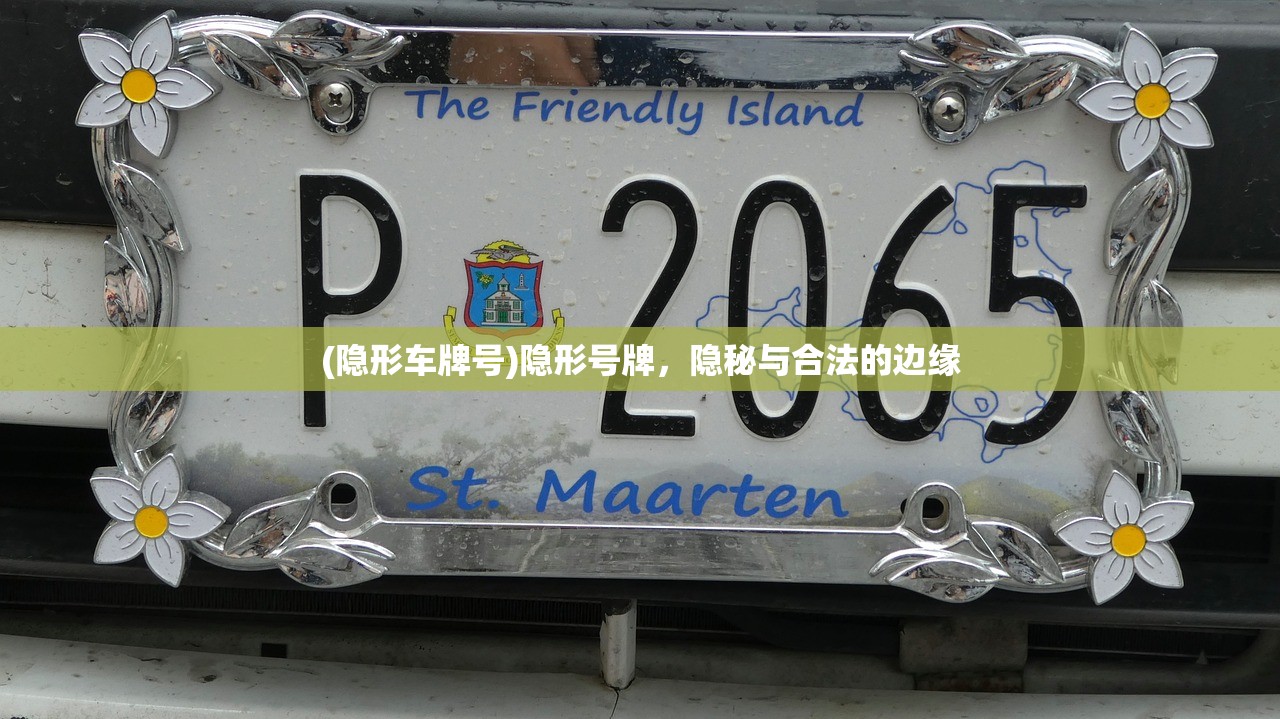 The Friendly Island
P 2065
(隐形车牌号)隐形号牌，隐秘与合法的边缘
St. Maarten